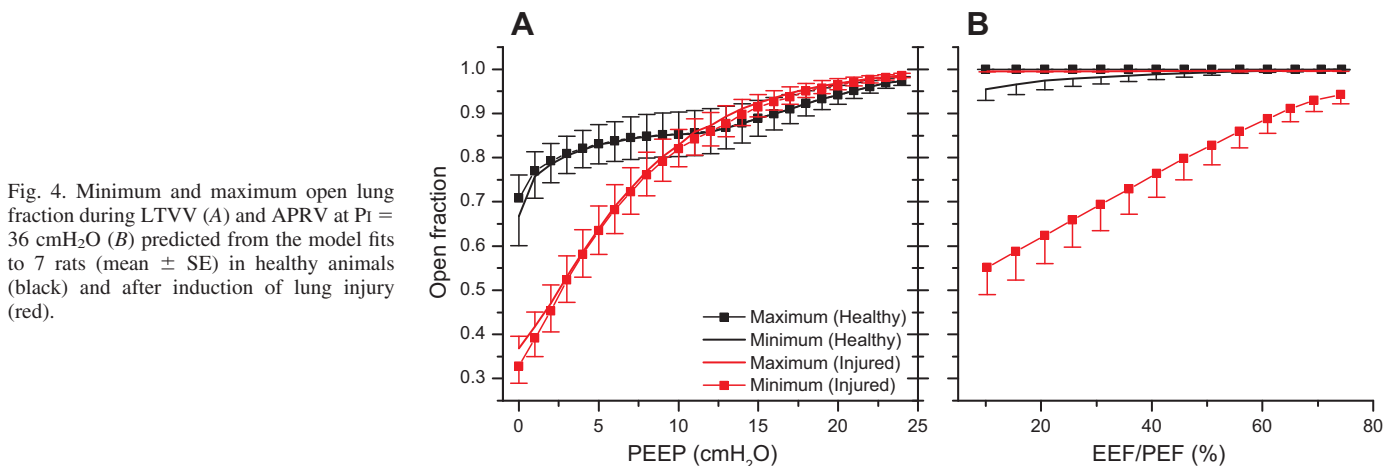 Fig. 4. Minimum and maximum open lung
fraction during LTVV (A) and APRV at PI =
36 cmH₂O (B) predicted from the model fits
to 7 rats (mean ± SE) in healthy animals
(black) and after induction of lung injury
(red).
A
1.0
0.9
0.8
0.7
0.6
0.5
0.4
0.3
Open fraction
Maximum (Healthy)
Minimum (Healthy)
Maximum (Injured)
Minimum (Injured)
0 5 10 15 20 25
PEEP (cmH₂O)
B
20 40 60 80
EEF/PEF (%)